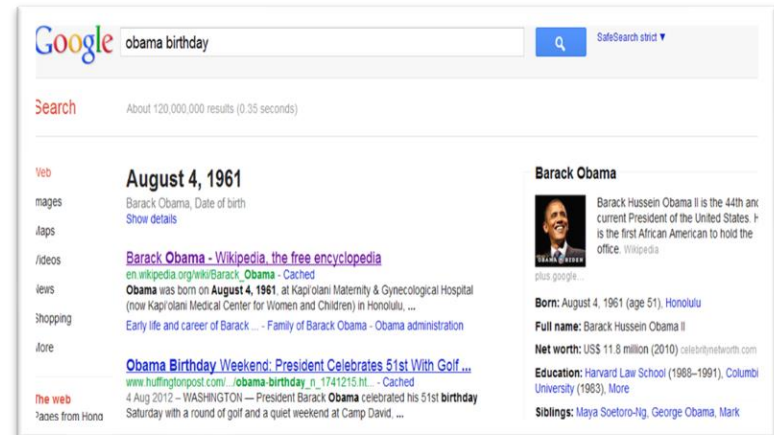 Google
obama birthday
SafeSearch strict ▼
Search
About 120,000,000 results (0.35 seconds)
Web
Images
Maps
Videos
News
Shopping
More
The web
Pages from Hong
August 4, 1961
Barack Obama, Date of birth
Show details
Barack Obama - Wikipedia, the free encyclopedia
en.wikipedia.org/wiki/Barack_Obama - Cached
Obama was born on August 4, 1961, at Kapi'olani Maternity & Gynecological Hospital
(now Kapi'olani Medical Center for Women and Children) in Honolulu, ...
Early life and career of Barack ... - Family of Barack Obama - Obama administration
Obama Birthday Weekend: President Celebrates 51st With Golf ...
www.huffingtonpost.com/.../obama-birthday_n_1741215.ht... - Cached
4 Aug 2012 – WASHINGTON — President Barack Obama celebrated his 51st birthday
Saturday with a round of golf and a quiet weekend at Camp David, ...
Barack Obama
Barack Hussein Obama II is the 44th and
current President of the United States. H
is the first African American to hold the
office. Wikipedia
OBAMA BIDEN
plus.google...
Born: August 4, 1961 (age 51), Honolulu
Full name: Barack Hussein Obama II
Net worth: US$ 11.8 million (2010) celebritynetworth.com
Education: Harvard Law School (1988–1991), Columbi
University (1983), More
Siblings: Maya Soetoro-Ng, George Obama, Mark